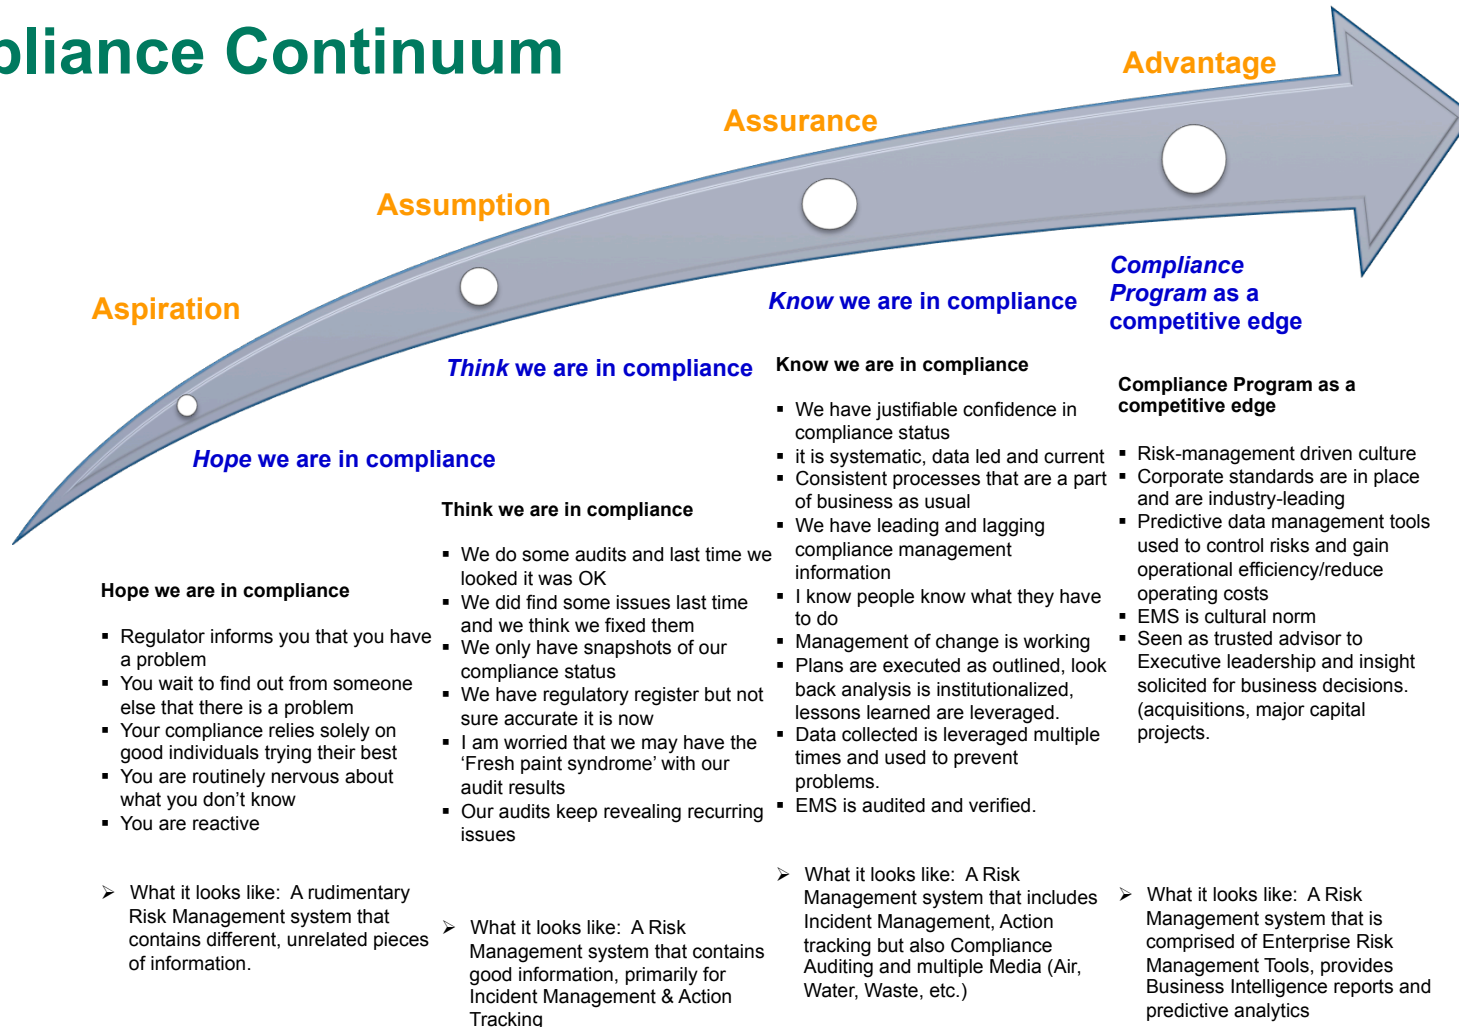 pliance Continuum
Advantage
Assurance
Assumption
Aspiration
Hope we are in compliance
Think we are in compliance
Know we are in compliance
Compliance
Program as a
competitive edge
Hope we are in compliance
▪ Regulator informs you that you have
a problem
▪ You wait to find out from someone
else that there is a problem
▪ Your compliance relies solely on
good individuals trying their best
▪ You are routinely nervous about
what you don’t know
▪ You are reactive
➢ What it looks like: A rudimentary
Risk Management system that
contains different, unrelated pieces
of information.
Think we are in compliance
▪ We do some audits and last time we
looked it was OK
▪ We did find some issues last time
and we think we fixed them
▪ We only have snapshots of our
compliance status
▪ We have regulatory register but not
sure accurate it is now
▪ I am worried that we may have the
‘Fresh paint syndrome’ with our
audit results
▪ Our audits keep revealing recurring
issues
➢ What it looks like: A Risk
Management system that contains
good information, primarily for
Incident Management & Action
Tracking
Know we are in compliance
▪ We have justifiable confidence in
compliance status
▪ it is systematic, data led and current
▪ Consistent processes that are a part
of business as usual
▪ We have leading and lagging
compliance management
information
▪ I know people know what they have
to do
▪ Management of change is working
▪ Plans are executed as outlined, look
back analysis is institutionalized,
lessons learned are leveraged.
▪ Data collected is leveraged multiple
times and used to prevent
problems.
▪ EMS is audited and verified.
➢ What it looks like: A Risk
Management system that includes
Incident Management, Action
tracking but also Compliance
Auditing and multiple Media (Air,
Water, Waste, etc.)
Compliance Program as a
competitive edge
▪ Risk-management driven culture
▪ Corporate standards are in place
and are industry-leading
▪ Predictive data management tools
used to control risks and gain
operational efficiency/reduce
operating costs
▪ EMS is cultural norm
▪ Seen as trusted advisor to
Executive leadership and insight
solicited for business decisions.
(acquisitions, major capital
projects.
➢ What it looks like: A Risk
Management system that is
comprised of Enterprise Risk
Management Tools, provides
Business Intelligence reports and
predictive analytics